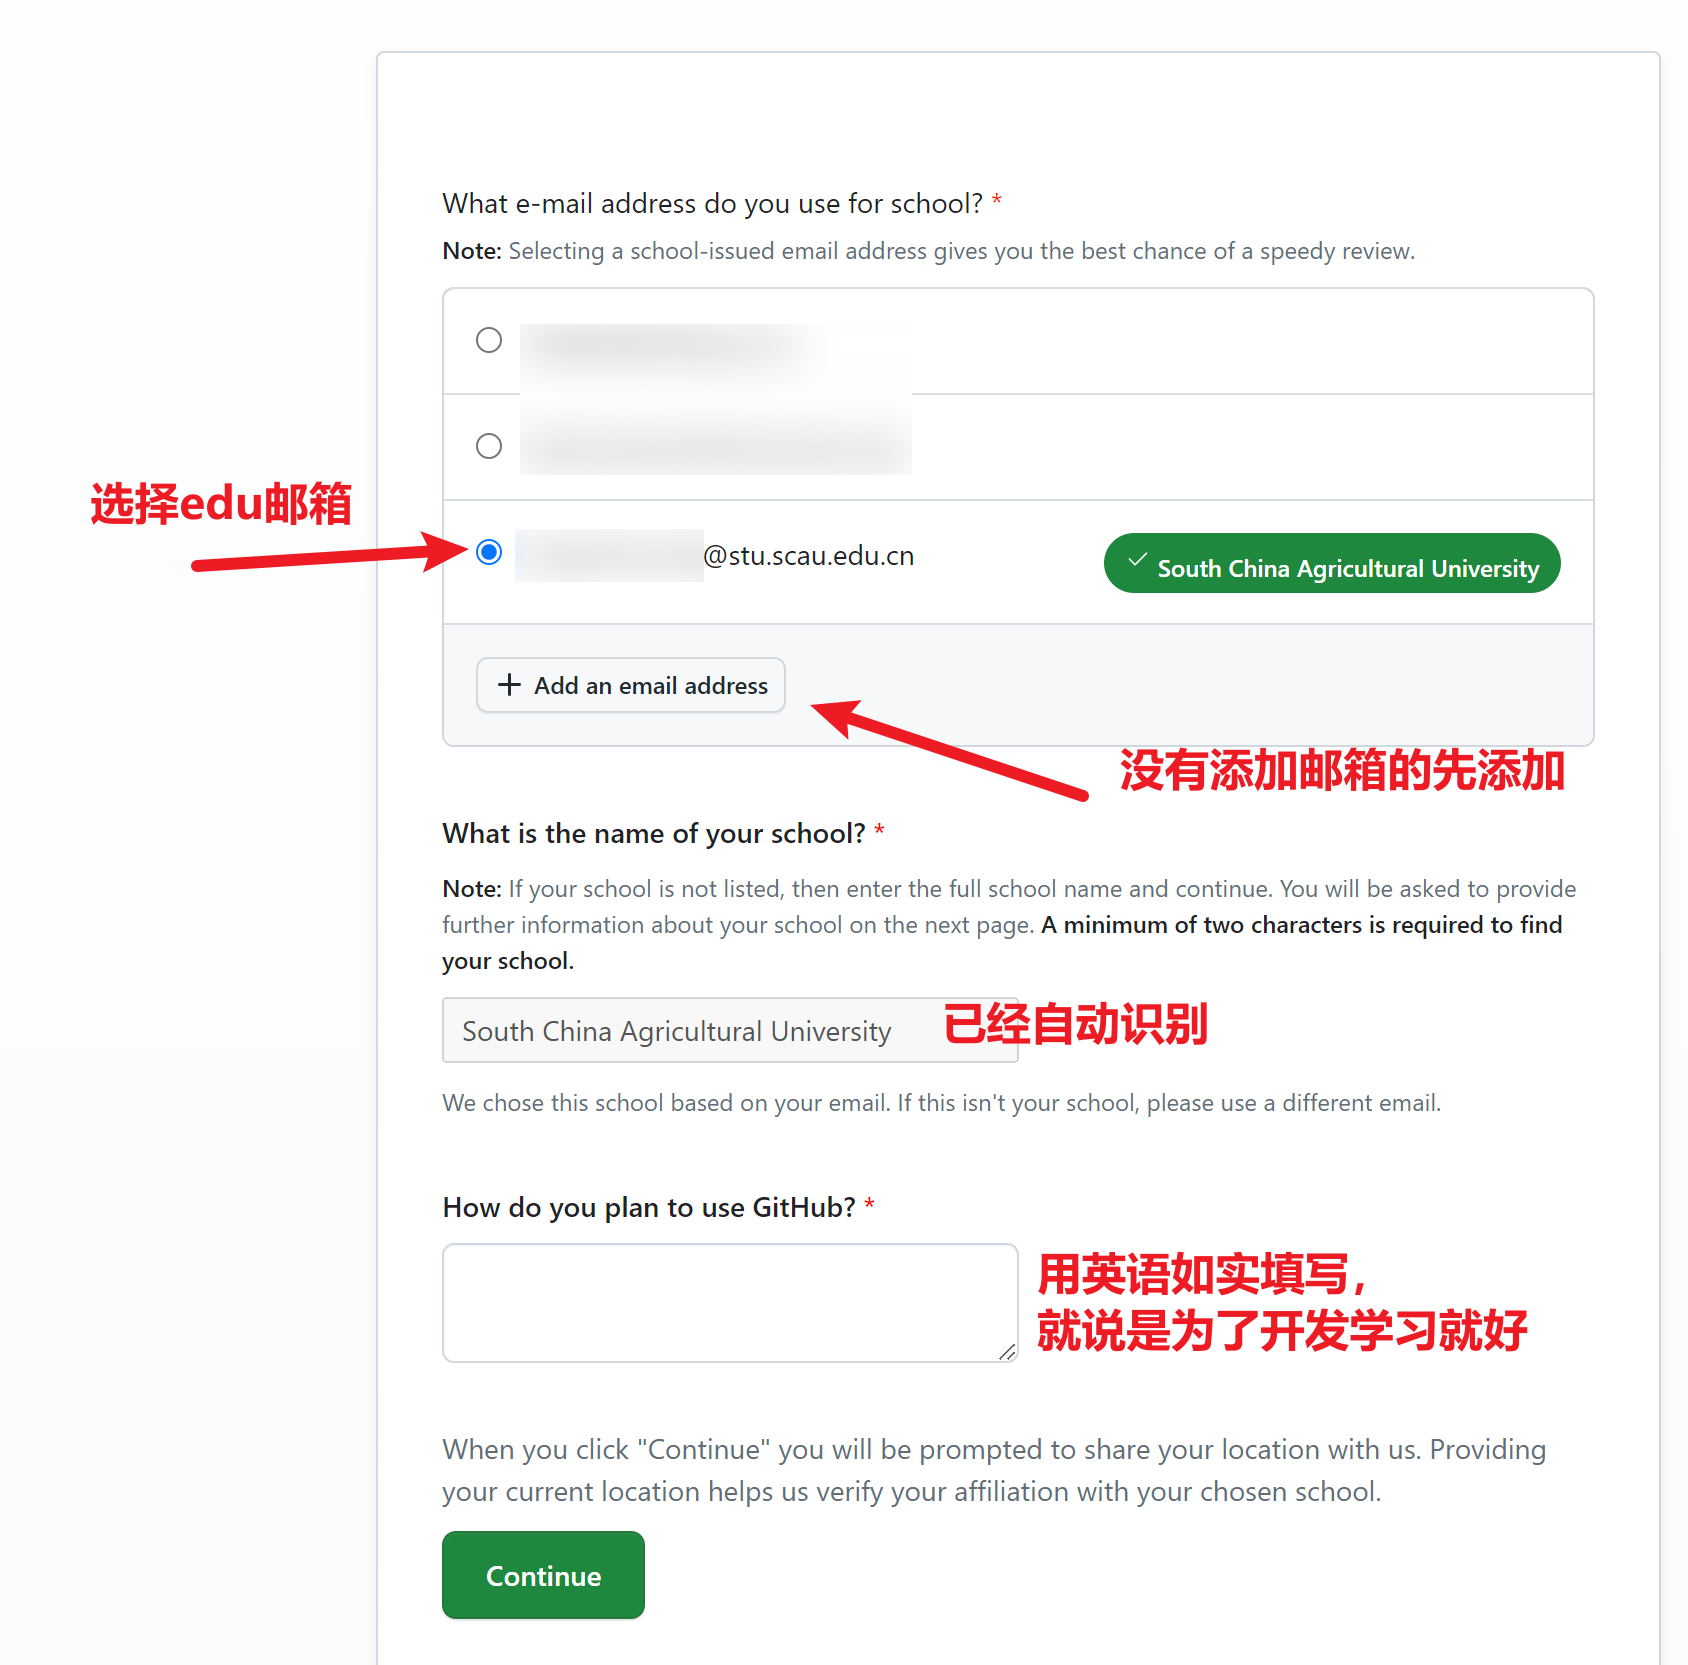 What e-mail address do you use for school? *
Note: Selecting a school-issued email address gives you the best chance of a speedy review.
选择edu邮箱
@stu.scau.edu.cn
South China Agricultural University
Add an email address
没有添加邮箱的先添加
What is the name of your school? *
Note: If your school is not listed, then enter the full school name and continue. You will be asked to provide
further information about your school on the next page. A minimum of two characters is required to find
your school.
South China Agricultural University
已经自动识别
We chose this school based on your email. If this isn't your school, please use a different email.
How do you plan to use GitHub? *
用英语如实填写，
就说是为了开发学习就好
When you click "Continue" you will be prompted to share your location with us. Providing
your current location helps us verify your affiliation with your chosen school.
Continue